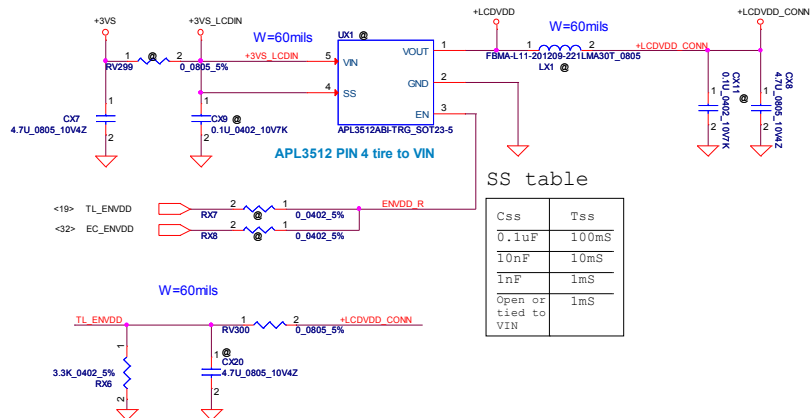 +3VS
+3VS_LCDIN
+LCDVDD
W=60mils
UX1 @
W=60mils
@
1
2
+3VS_LCDIN
5
VIN
VOUT
1
1
2
+LCDVDD_CONN
RV299
0_0805_5%
FBMA-L11-201209-221LMA30T_0805
LX1 @
4
SS
GND
2
EN
3
1
CX7
4.7U_0805_10V4Z
2
1
CX9 @
0.1U_0402_10V7K
2
APL3512ABI-TRG_SOT23-5
1
CX11
@
0.1U_0402_10V7K
2
1
CX8
4.7U_0805_10V4Z
2
APL3512 PIN 4 tire to VIN
SS table
Css Tss
0.1uF 100mS
10nF 10mS
1nF 1mS
Open or 1mS
tied to
VIN
<19> TL_ENVDD
2
1
ENVDD_R
RX7
@
0_0402_5%
<32> EC_ENVDD
2
1
RX8
@
0_0402_5%
W=60mils
TL_ENVDD
1
2
+LCDVDD_CONN
RV300
0_0805_5%
1
3.3K_0402_5%
RX6
2
@
1
CX20
4.7U_0805_10V4Z
2